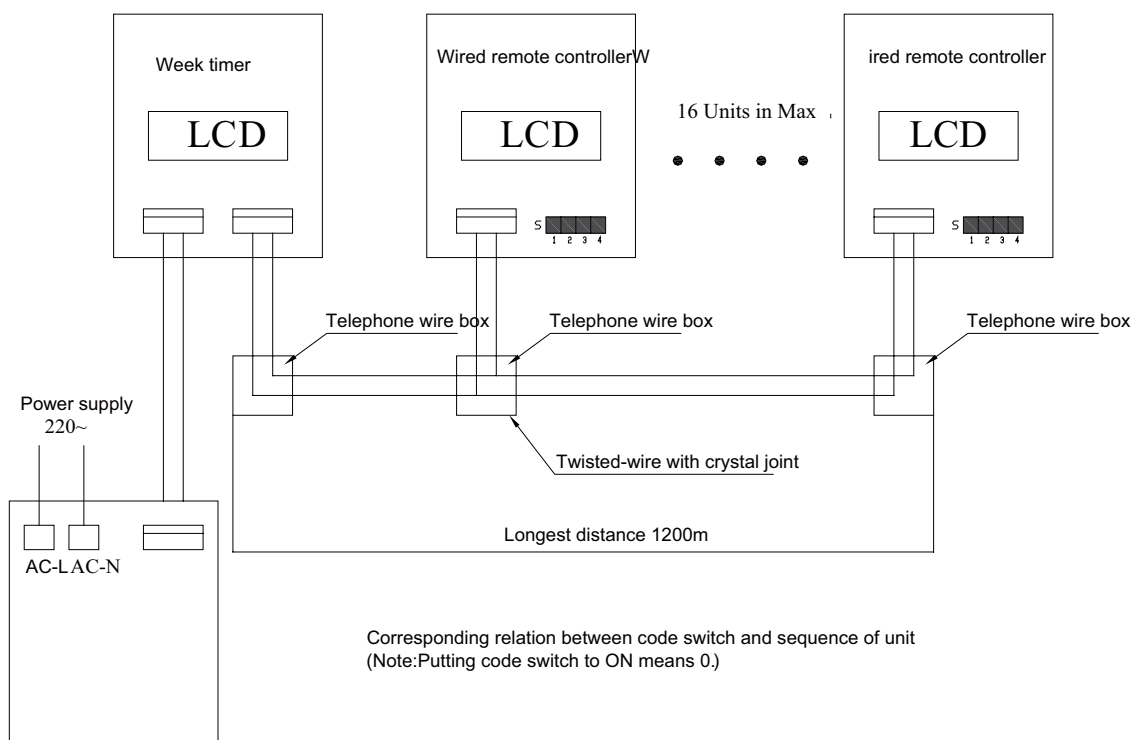 Week timer
Wired remote controllerW
ired remote controller
16 Units in Max
LCD
LCD
LCD
S
1 2 3 4
S
1 2 3 4
Telephone wire box
Telephone wire box
Telephone wire box
Power supply
220~
Twisted-wire with crystal joint
Longest distance 1200m
AC-L AC-N
Corresponding relation between code switch and sequence of unit
(Note:Putting code switch to ON means 0.)